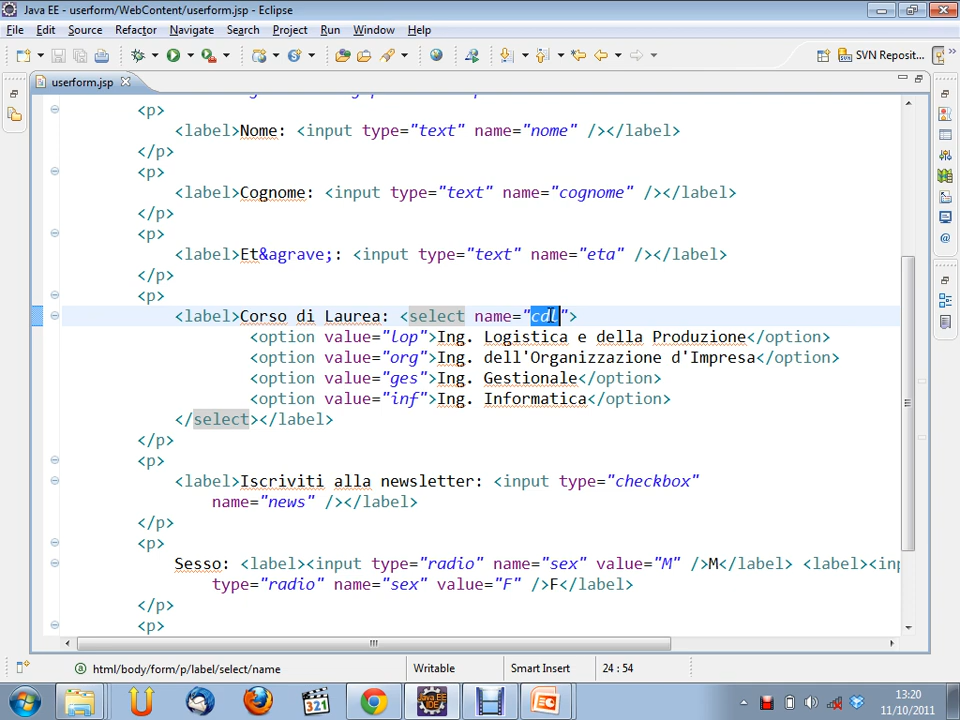 Java EE - userform/WebContent/userform.jsp - Eclipse
File Edit Source Refactor Navigate Search Project Run Window Help
SVN Reposit... »
userform.jsp
<p>
<label>Nome: <input type="text" name="nome" /></label>
</p>
<p>
<label>Cognome: <input type="text" name="cognome" /></label>
</p>
<p>
<label>Et&agrave;: <input type="text" name="eta" /></label>
</p>
<p>
<label>Corso di Laurea: <select name="cdl">
<option value="lop">Ing. Logistica e della Produzione</option>
<option value="org">Ing. dell'Organizzazione d'Impresa</option>
<option value="ges">Ing. Gestionale</option>
<option value="inf">Ing. Informatica</option>
</select></label>
</p>
<p>
<label>Iscriviti alla newsletter: <input type="checkbox"
name="news" /></label>
</p>
<p>
Sesso: <label><input type="radio" name="sex" value="M" />M</label> <label><inp
type="radio" name="sex" value="F" />F</label>
</p>
<p>
html/body/form/p/label/select/name Writable Smart Insert 24 : 54
321
Java EE
IDE
13:20
11/10/2011